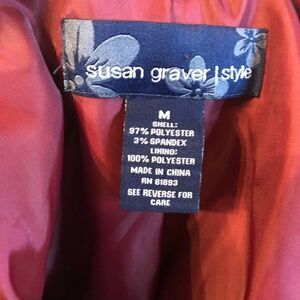 susan graver | style
M
SHELL:
97% POLYESTER
3% SPANDEX
LINING:
100% POLYESTER
MADE IN CHINA
RN 81893
SEE REVERSE FOR
CARE